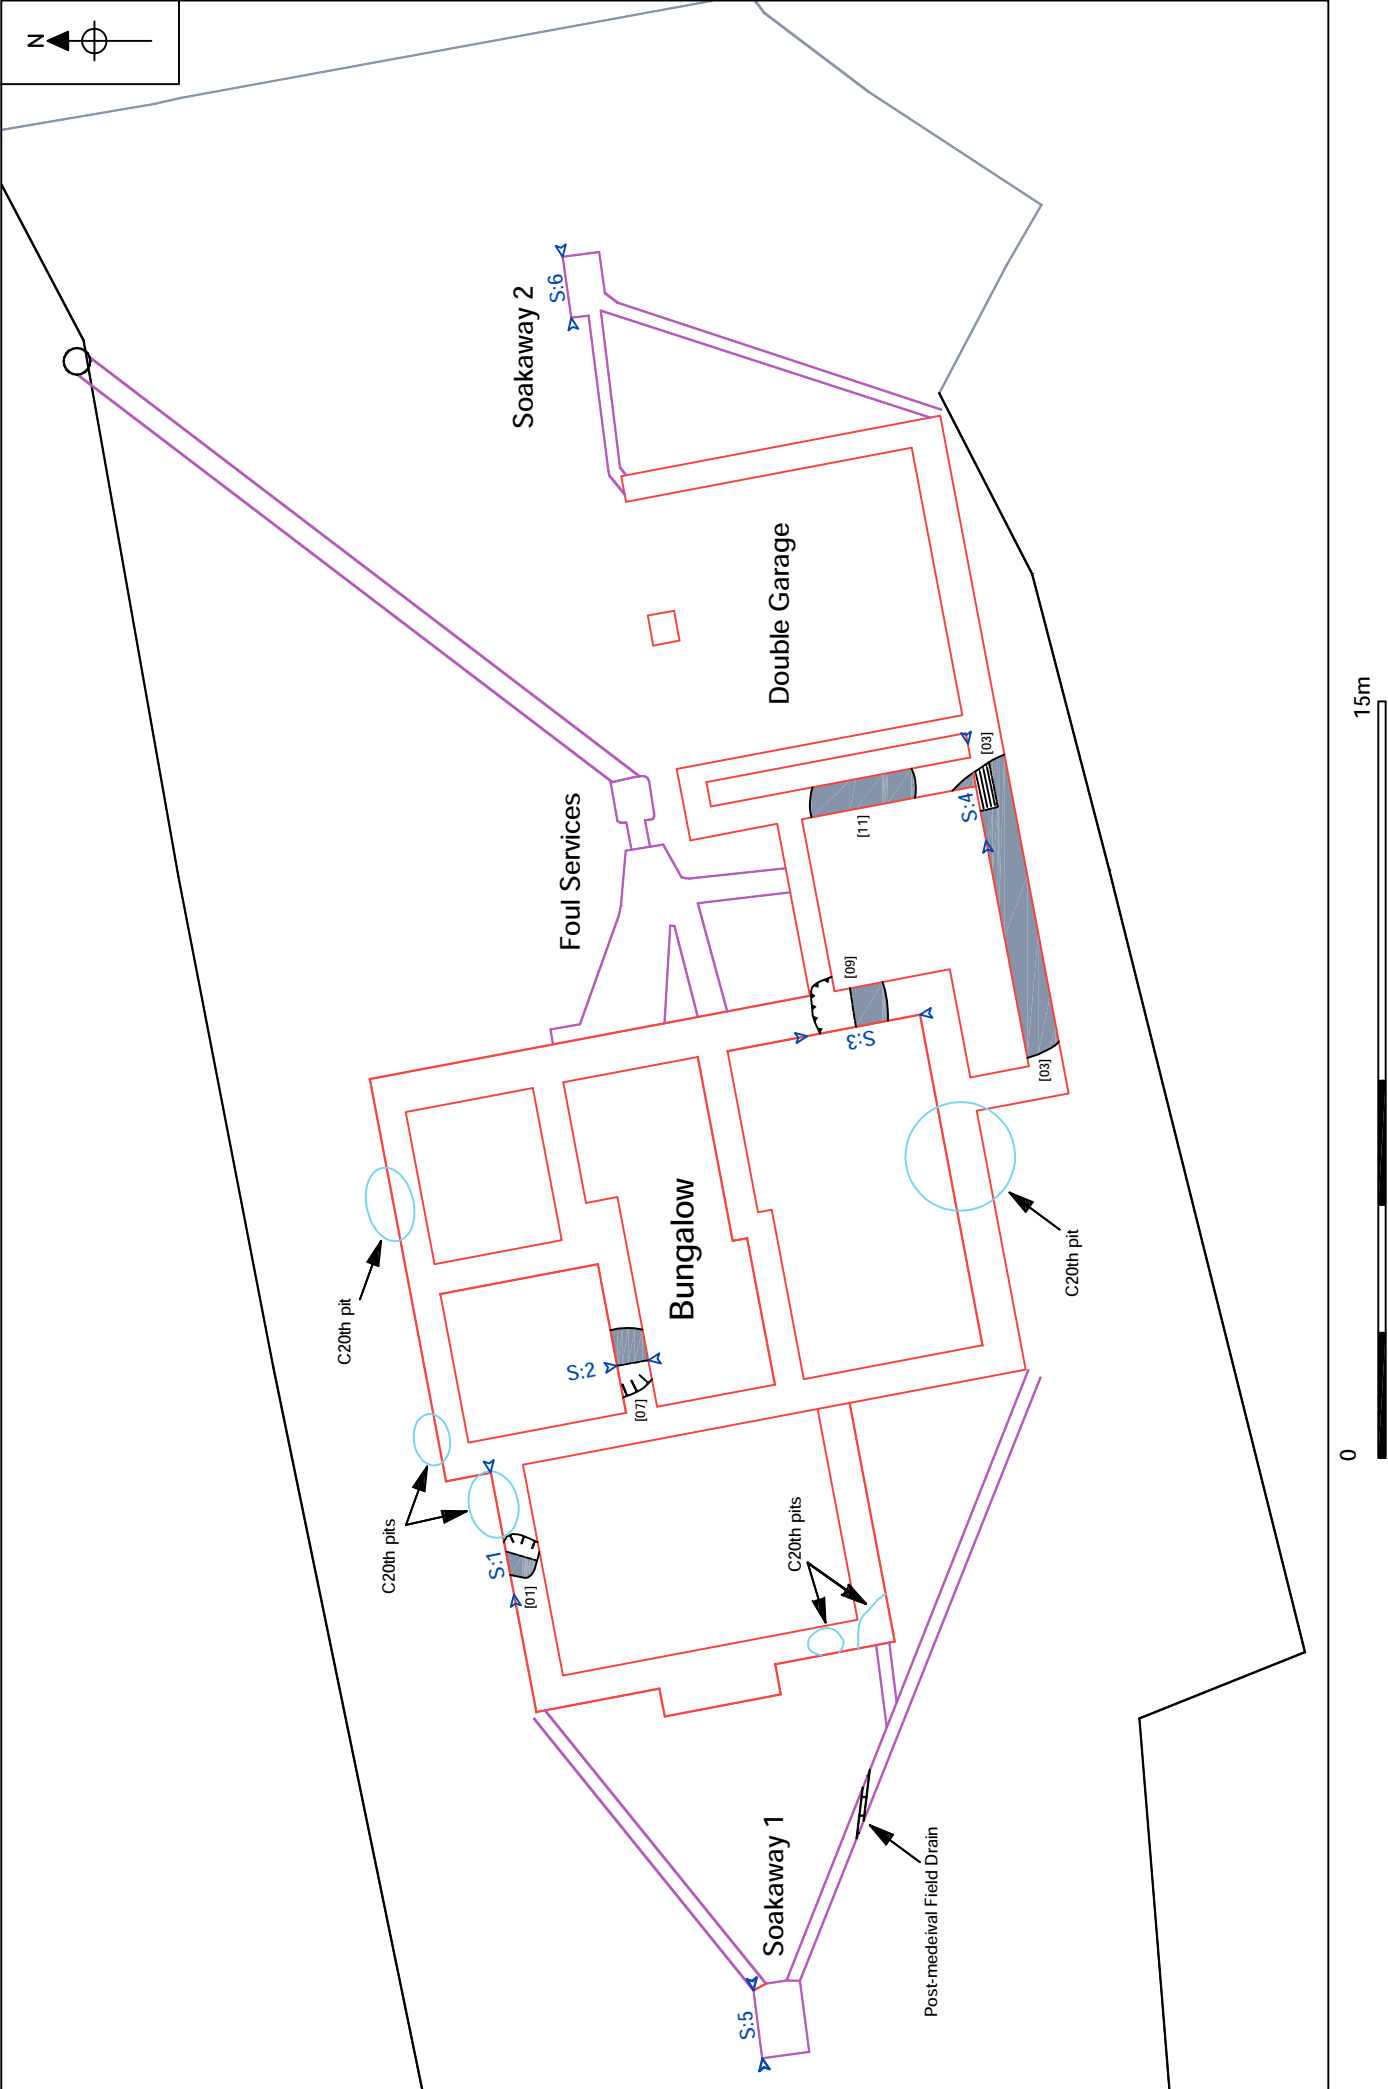 N
S:6
Soakaway 2
Double Garage
15m
[03]
S:4
[11]
Foul Services
[09]
S:3
[03]
Bungalow
C20th pit
C20th pit
S:2
[07]
C20th pits
S:1
[01]
C20th pits
0
Soakaway 1
Post-medeival Field Drain
S:5